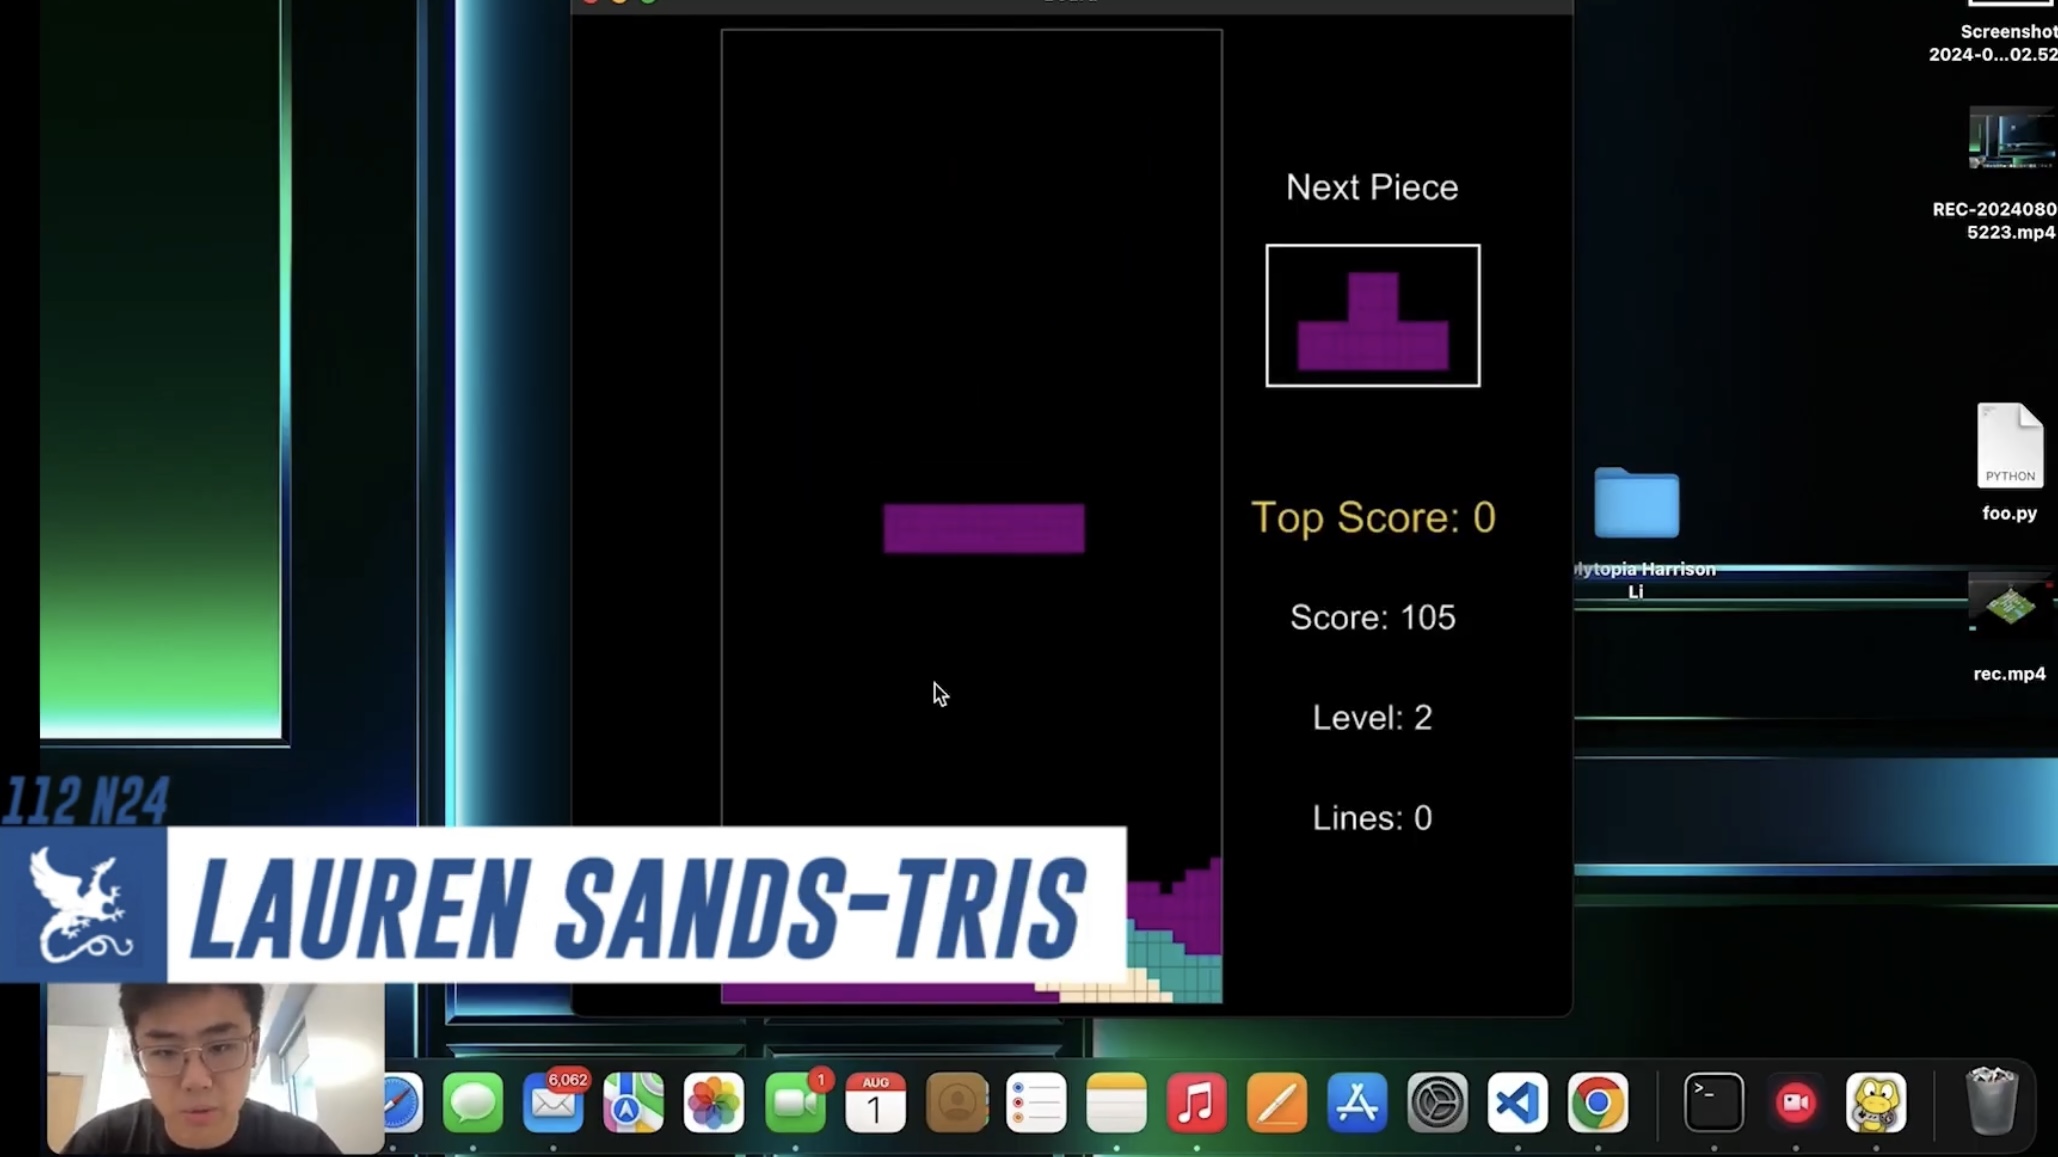 Screenshot
2024-0...02.52
Next Piece
REC-2024080
5223.mp4
PYTHON
foo.py
Top Score: 0
lytopia Harrison
Li
Score: 105
rec.mp4
Level: 2
112 N24
Lines: 0
LAUREN SANDS-TRIS
6,062
1
AUG
1